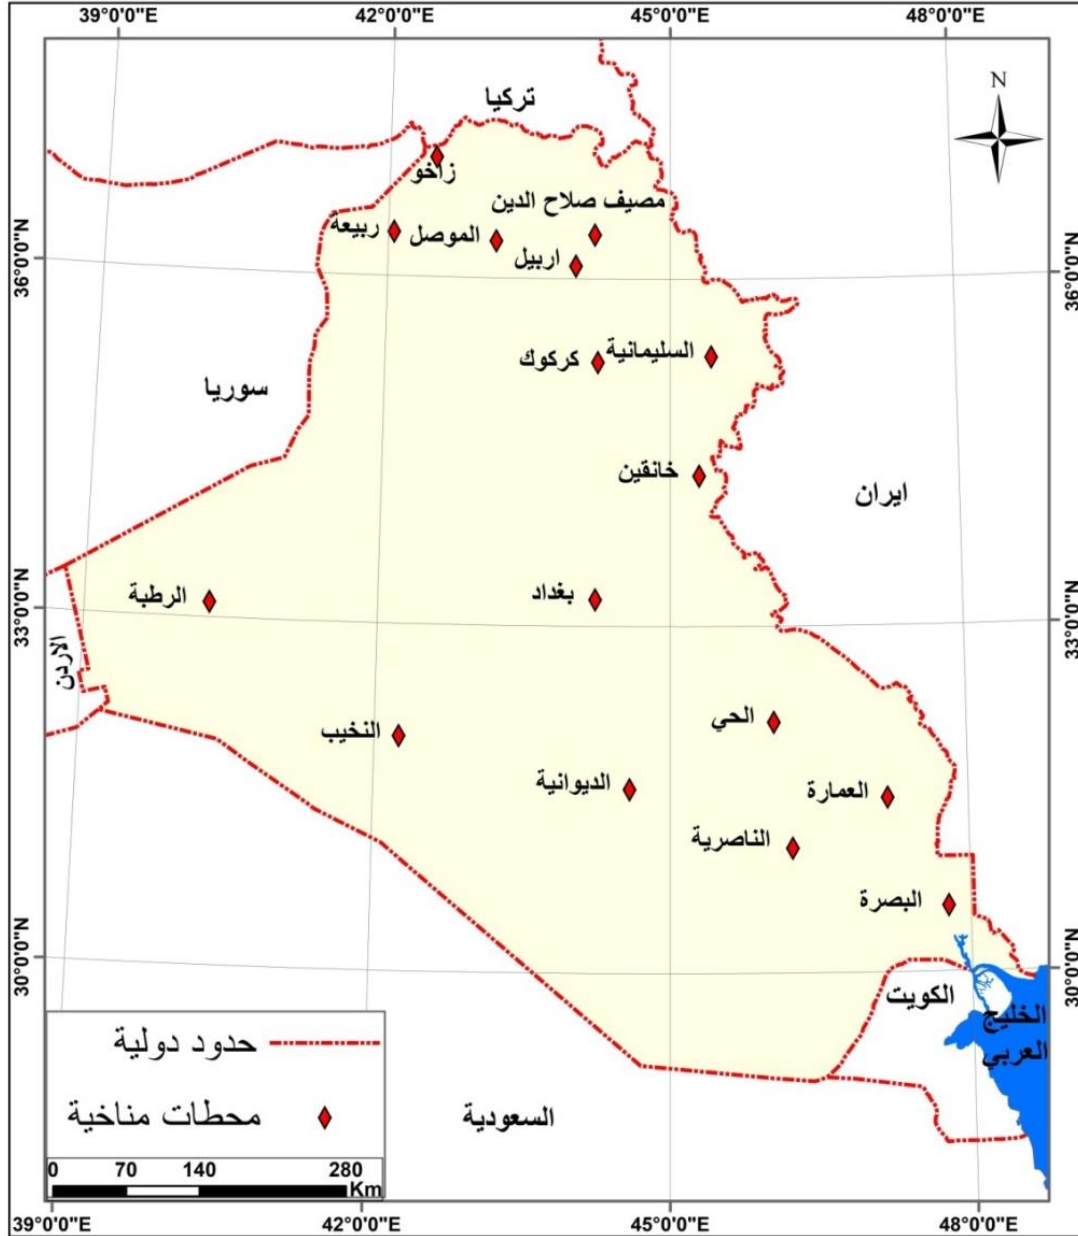 39°0'0"E 42°0'0"E 45°0'0"E 48°0'0"E
N
تركيا
زاخو
مصيف صلاح الدين
ربيعة
الموصل
اربيل
36°0'0"N
36°0'0"N
السليمانية
كركوك
سوريا
خانقين
ايران
الرطبة
بغداد
33°0'0"N
33°0'0"N
الاردن
النخيب
الحي
الديوانية
العمارة
الناصرية
البصرة
30°0'0"N
30°0'0"N
الكويت
الخليج
العربي
حدود دولية
محطات مناخية
السعودية
0 70 140 280
Km
39°0'0"E 42°0'0"E 45°0'0"E 48°0'0"E